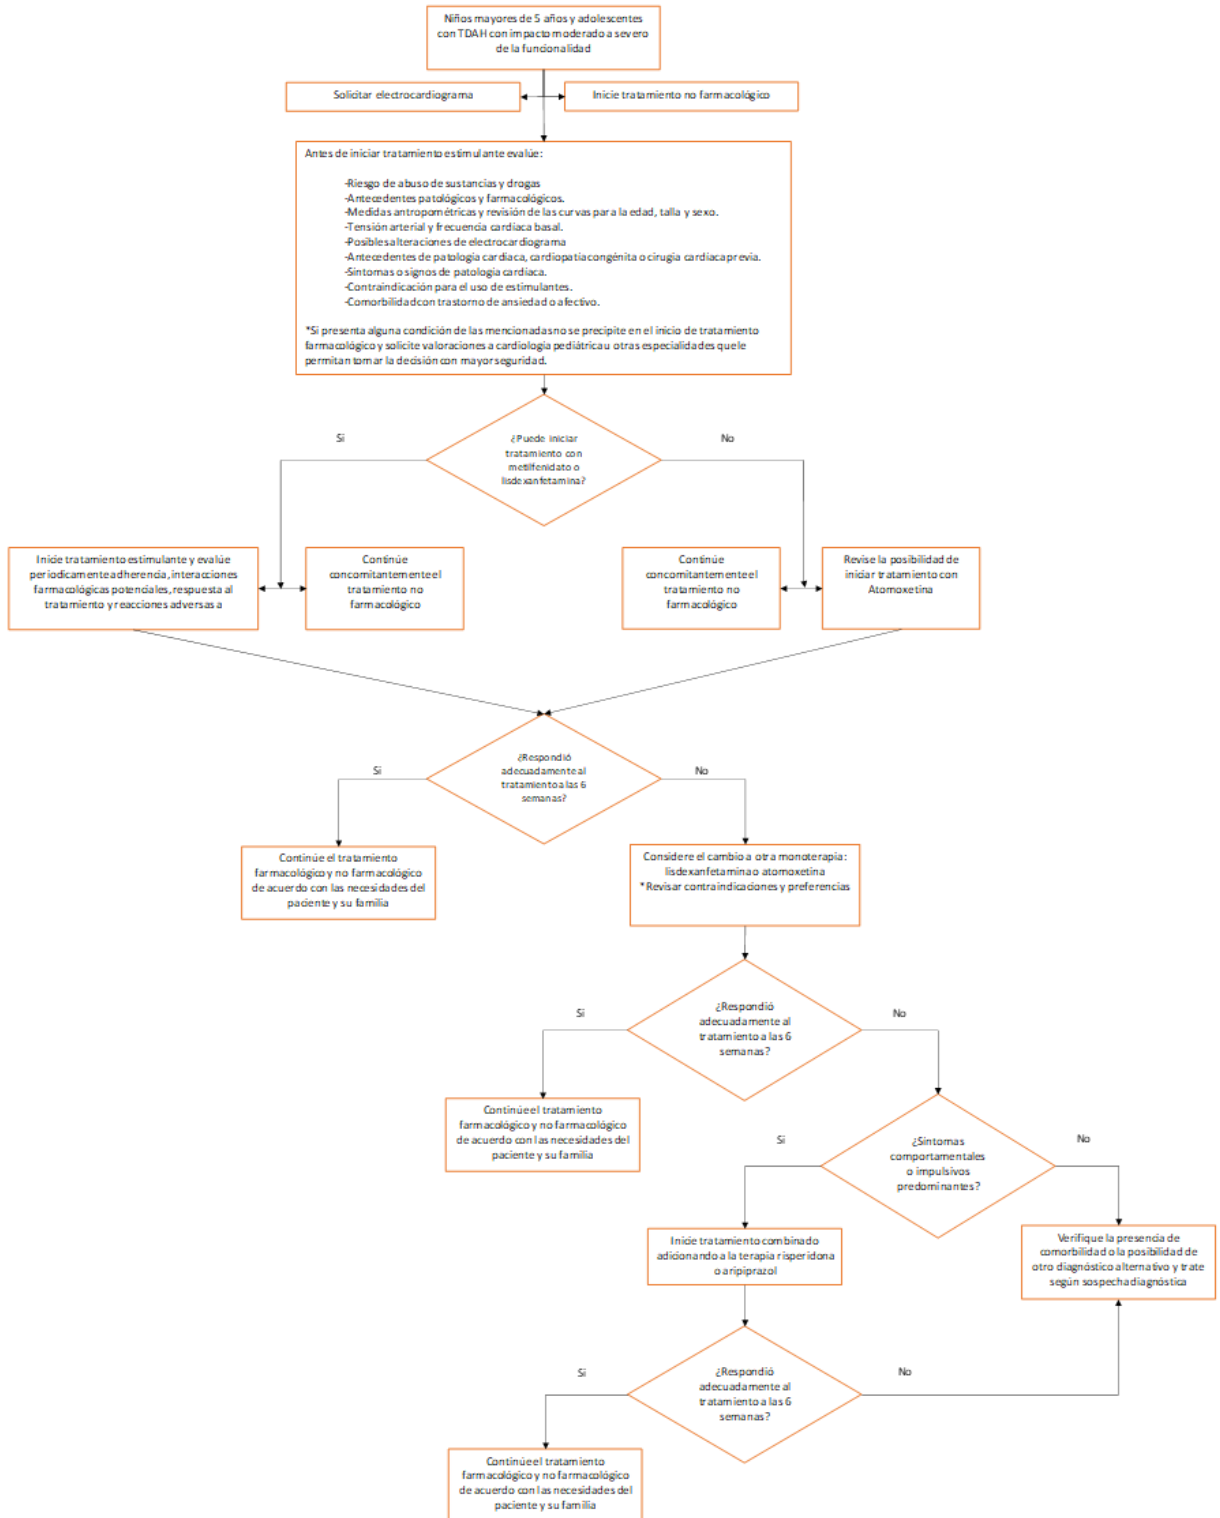 Niños mayores de 5 años y adolescentes
con TDAH con impacto moderado a severo
de la funcionalidad
Solicitar electrocardiograma
Inicie tratamiento no farmacológico
Antes de iniciar tratamiento estimulante evalúe:
-Riesgo de abuso de sustancias y drogas
-Antecedentes patológicos y farmacológicos.
-Medidas antropométricas y revisión de las curvas para la edad, talla y sexo.
-Tensión arterial y frecuencia cardíaca basal.
-Posibles alteraciones de electrocardiograma
-Antecedentes de patología cardíaca, cardiopatía congénita o cirugía cardíaca previa.
-Síntomas o signos de patología cardíaca.
-Contraindicación para el uso de estimulantes.
-Comorbilidad con trastorno de ansiedad o afectivo.
*Si presenta alguna condición de las mencionadas no se precipite en el inicio de tratamiento
farmacológico y solicite valoraciones a cardiología pediátrica u otras especialidades que le
permitan tomar la decisión con mayor seguridad.
Si
¿Puede iniciar
tratamiento con
metilfenidato o
lisdexanfetamina?
No
Inicie tratamiento estimulante y evalúe
periodicamente adherencia, interacciones
farmacológicas potenciales, respuesta al
tratamiento y reacciones adversas a
Continúe
concomitante el
tratamiento no
farmacológico
Continúe
concomitante el
tratamiento no
farmacológico
Revise la posibilidad de
iniciar tratamiento con
Atomoxetina
Si
¿Respondió
adecuadamente al
tratamiento a las 6
semanas?
No
Continúe el tratamiento
farmacológico y no farmacológico
de acuerdo con las necesidades del
paciente y su familia
Considere el cambio a otra monoterapia:
lisdexanfetamina o atomoxetina
*Revisar contraindicaciones y preferencias
Si
¿Respondió
adecuadamente al
tratamiento a las 6
semanas?
No
Continúe el tratamiento
farmacológico y no farmacológico
de acuerdo con las necesidades del
paciente y su familia
Si
¿Síntomas
comportamentales
o impulsivos
predominantes?
No
Inicie tratamiento combinado
adicionando a la terapia risperidona
o aripiprazol
Verifique la presencia de
comorbilidad o la posibilidad de
otro diagnóstico alternativo y trate
según sospecha diagnóstica
Si
¿Respondió
adecuadamente al
tratamiento a las 6
semanas?
No
Continúe el tratamiento
farmacológico y no farmacológico
de acuerdo con las necesidades del
paciente y su familia